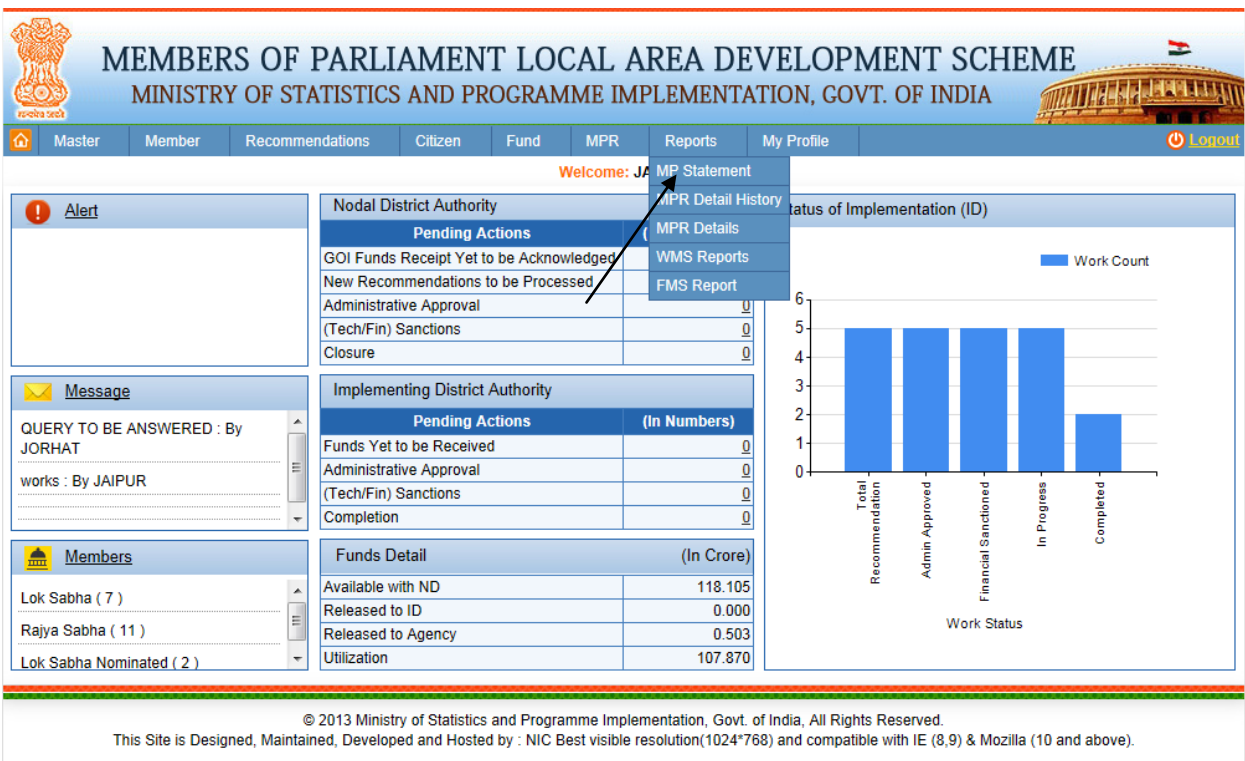 MEMBERS OF PARLIAMENT LOCAL AREA DEVELOPMENT SCHEME
MINISTRY OF STATISTICS AND PROGRAMME IMPLEMENTATION, GOVT. OF INDIA
सत्यमेव जयते
Master Member Recommendations Citizen Fund MPR Reports My Profile Logout
Welcome: JA
MP Statement
MPR Detail History
MPR Details
WMS Reports
FMS Report
Alert
Message
QUERY TO BE ANSWERED : By
JORHAT
works : By JAIPUR
Members
Lok Sabha ( 7 )
Rajya Sabha ( 11 )
Lok Sabha Nominated ( 2 )
Nodal District Authority
Pending Actions (
GOI Funds Receipt Yet to be Acknowledged
New Recommendations to be Processed
Administrative Approval 0
(Tech/Fin) Sanctions 0
Closure 0
Implementing District Authority
Pending Actions (In Numbers)
Funds Yet to be Received 0
Administrative Approval 0
(Tech/Fin) Sanctions 0
Completion 0
Funds Detail (In Crore)
Available with ND 118.105
Released to ID 0.000
Released to Agency 0.503
Utilization 107.870
tatus of Implementation (ID)
Work Count
6
5
4
3
2
1
0
Total
Recommendation
Admin Approved
Financial Sanctioned
In Progress
Completed
Work Status
© 2013 Ministry of Statistics and Programme Implementation, Govt. of India, All Rights Reserved.
This Site is Designed, Maintained, Developed and Hosted by : NIC Best visible resolution(1024*768) and compatible with IE (8,9) & Mozilla (10 and above).